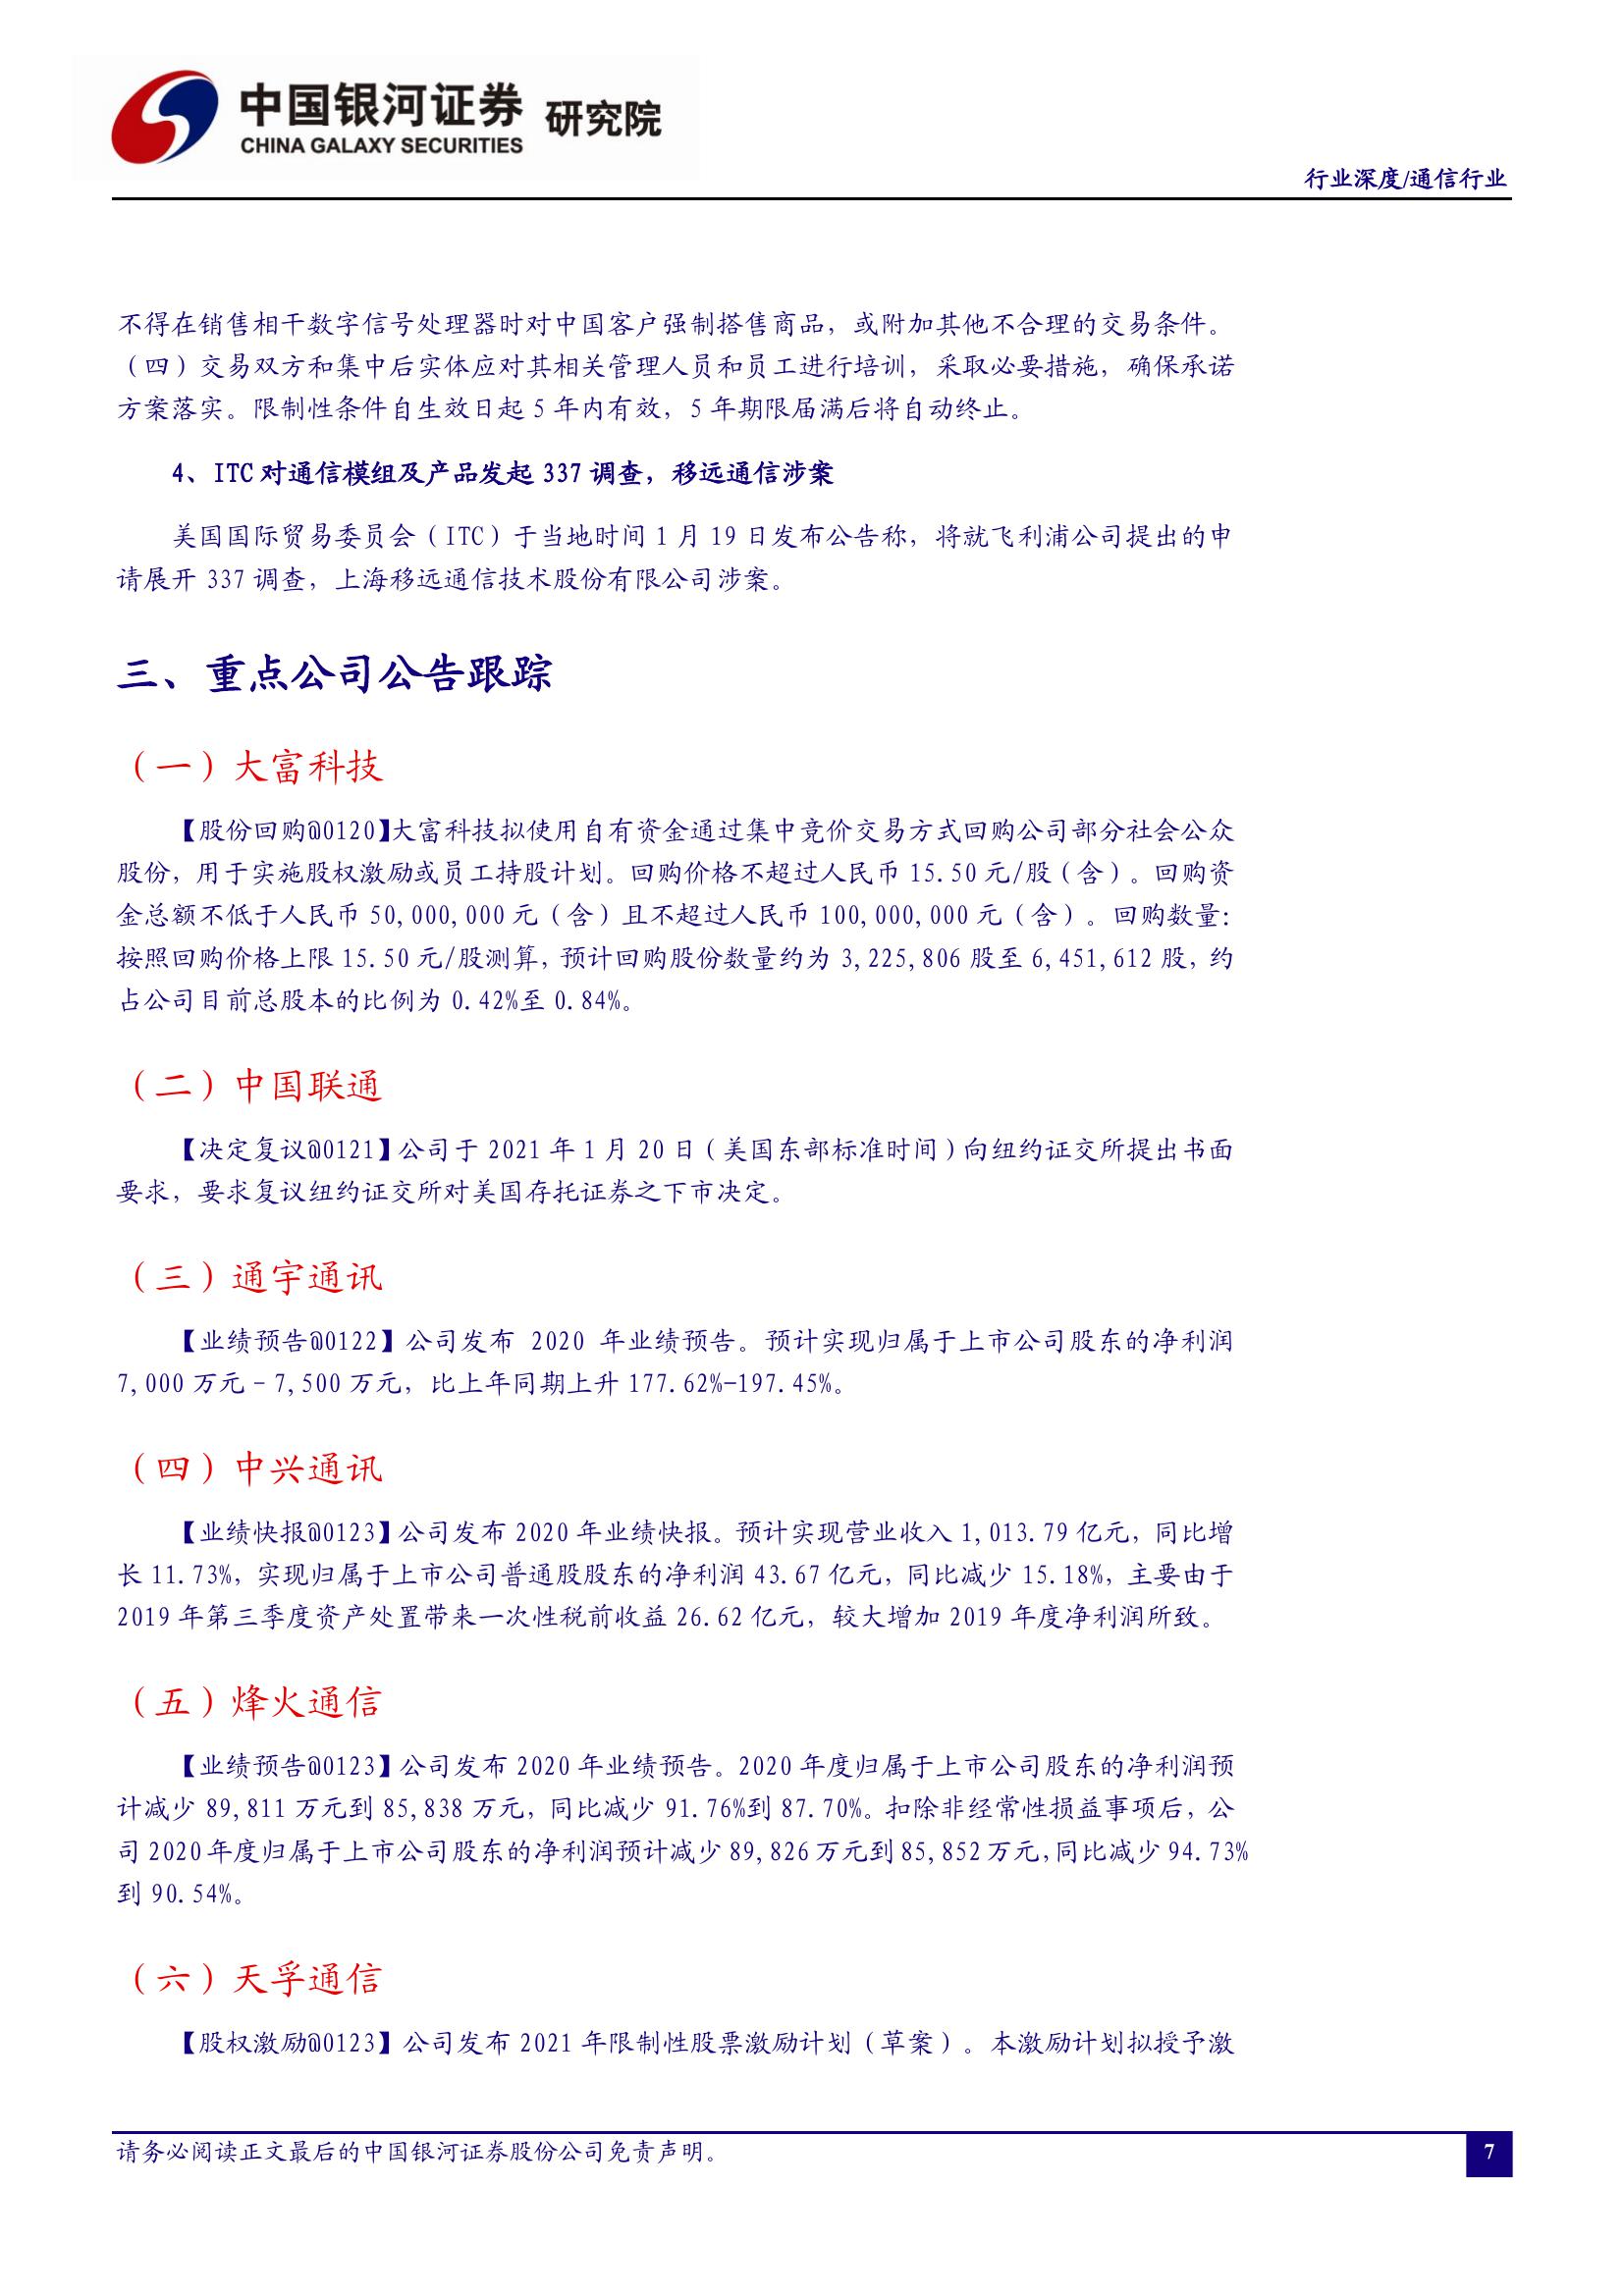 中国银河证券 研究院
CHINA GALAXY SECURITIES
行业深度/通信行业
不得在销售相干数字信号处理器时对中国客户强制搭售商品，或附加其他不合理的交易条件。
（四）交易双方和集中后实体应对其相关管理人员和员工进行培训，采取必要措施，确保承诺
方案落实。限制性条件自生效日起 5 年内有效，5 年期限届满后将自动终止。
4、ITC 对通信模组及产品发起 337 调查，移远通信涉案
美国国际贸易委员会（ITC）于当地时间 1 月 19 日发布公告称，将就飞利浦公司提出的申
请展开 337 调查，上海移远通信技术股份有限公司涉案。
三、重点公司公告跟踪
（一）大富科技
【股份回购@0120】大富科技拟使用自有资金通过集中竞价交易方式回购公司部分社会公众
股份，用于实施股权激励或员工持股计划。回购价格不超过人民币 15.50 元/股（含）。回购资
金总额不低于人民币 50,000,000 元（含）且不超过人民币 100,000,000 元（含）。回购数量：
按照回购价格上限 15.50 元/股测算，预计回购股份数量约为 3,225,806 股至 6,451,612 股，约
占公司目前总股本的比例为 0.42%至 0.84%。
（二）中国联通
【决定复议@0121】公司于 2021 年 1 月 20 日（美国东部标准时间）向纽约证交所提出书面
要求，要求复议纽约证交所对美国存托证券之下市决定。
（三）通宇通讯
【业绩预告@0122】公司发布 2020 年业绩预告。预计实现归属于上市公司股东的净利润
7,000 万元–7,500 万元，比上年同期上升 177.62%-197.45%。
（四）中兴通讯
【业绩快报@0123】公司发布 2020 年业绩快报。预计实现营业收入 1,013.79 亿元，同比增
长 11.73%，实现归属于上市公司普通股股东的净利润 43.67 亿元，同比减少 15.18%，主要由于
2019 年第三季度资产处置带来一次性税前收益 26.62 亿元，较大增加 2019 年度净利润所致。
（五）烽火通信
【业绩预告@0123】公司发布 2020 年业绩预告。2020 年度归属于上市公司股东的净利润预
计减少 89,811 万元到 85,838 万元，同比减少 91.76%到 87.70%。扣除非经常性损益事项后，公
司 2020 年度归属于上市公司股东的净利润预计减少 89,826 万元到 85,852 万元，同比减少 94.73%
到 90.54%。
（六）天孚通信
【股权激励@0123】公司发布 2021 年限制性股票激励计划（草案）。本激励计划拟授予激
请务必阅读正文最后的中国银河证券股份公司免责声明。
7